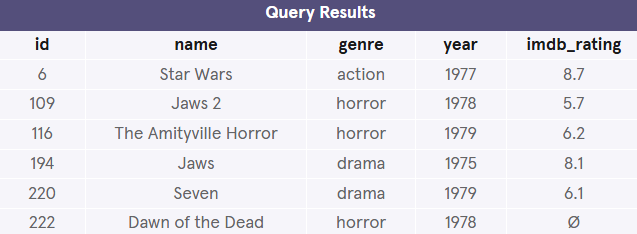 Query Results
id name genre year imdb_rating
6 Star Wars action 1977 8.7
109 Jaws 2 horror 1978 5.7
116 The Amityville Horror horror 1979 6.2
194 Jaws drama 1975 8.1
220 Seven drama 1979 6.1
222 Dawn of the Dead horror 1978 Ø